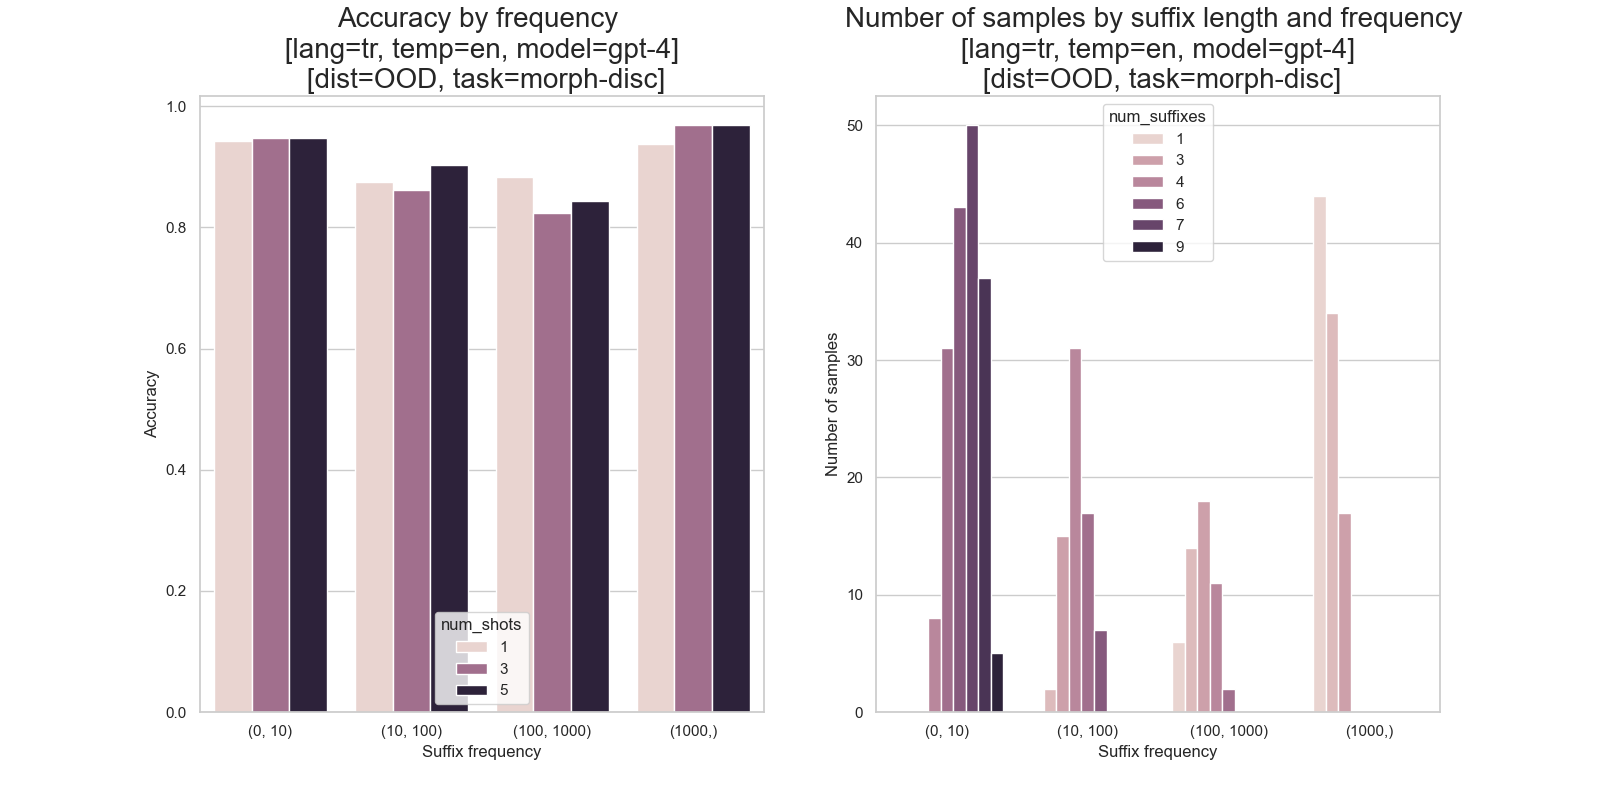 Accuracy by frequency
[lang=tr, temp=en, model=gpt-4]
[dist=OOD, task=morph-disc]
1.0
0.8
0.6
0.4
0.2
0.0
Accuracy
(0, 10)
(10, 100)
(100, 1000)
(1000,)
Suffix frequency
num_shots
1
3
5
Number of samples by suffix length and frequency
[lang=tr, temp=en, model=gpt-4]
[dist=OOD, task=morph-disc]
50
40
30
20
10
0
Number of samples
(0, 10)
(10, 100)
(100, 1000)
(1000,)
Suffix frequency
num_suffixes
1
3
4
6
7
9